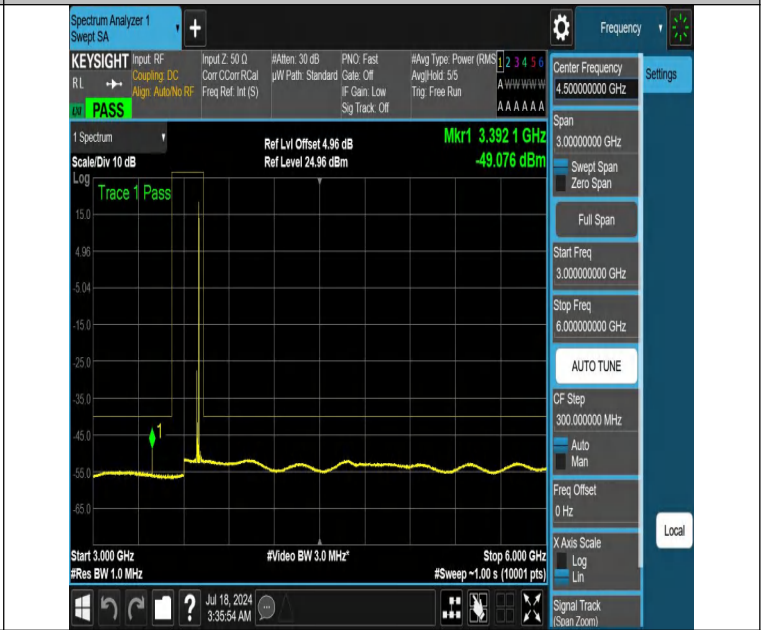 Spectrum Analyzer 1
Swept SA
+
Frequency
KEYSIGHT
RL
LXI
PASS
Input: RF
Coupling: DC
Align: Auto/No RF
Input Z: 50 Ω
Corr CCorr RCal
Freq Ref: Int (S)
#Atten: 30 dB
µW Path: Standard
PNO: Fast
Gate: Off
IF Gain: Low
Sig Track: Off
#Avg Type: Power (RMS
Avg|Hold: 5/5
Trig: Free Run
1 2 3 4 5 6
A W W W W W
A A A A A A
Center Frequency
4.500000000 GHz
Settings
Span
3.00000000 GHz
Swept Span
Zero Span
Full Span
Start Freq
3.000000000 GHz
Stop Freq
6.000000000 GHz
AUTO TUNE
CF Step
300.000000 MHz
Auto
Man
Freq Offset
0 Hz
X Axis Scale
Log
Lin
Signal Track
(Span Zoom)
Local
1 Spectrum
Scale/Div 10 dB
Log
Ref Lvl Offset 4.96 dB
Ref Level 24.96 dBm
Mkr1 3.392 1 GHz
-49.076 dBm
Trace 1 Pass
15.0
4.96
-5.04
-15.0
-25.0
-35.0
-45.0
-55.0
-65.0
1
Start 3.000 GHz
#Res BW 1.0 MHz
#Video BW 3.0 MHz*
Stop 6.000 GHz
#Sweep ~1.00 s (10001 pts)
?
Jul 18, 2024
3:35:54 AM